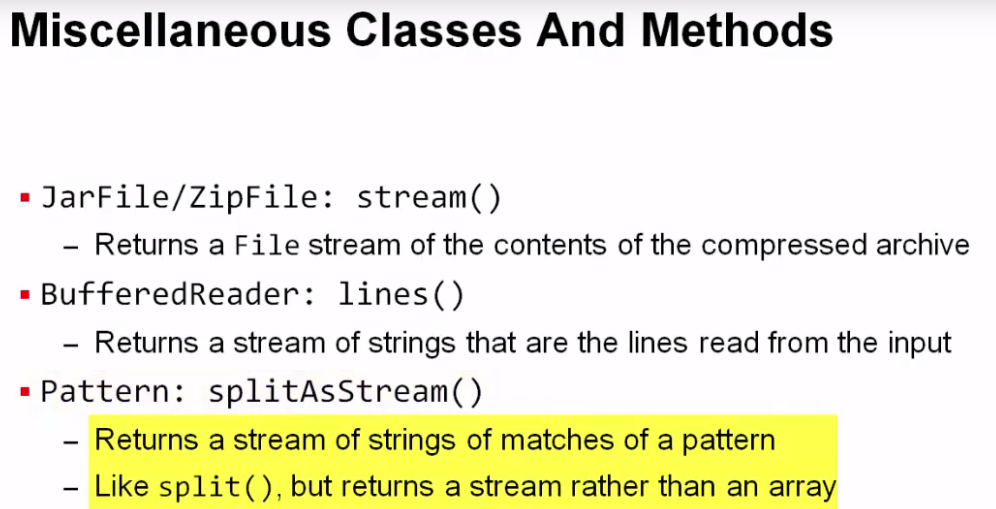 Miscellaneous Classes And Methods
▪ JarFile/ZipFile: stream()
– Returns a File stream of the contents of the compressed archive
▪ BufferedReader: lines()
– Returns a stream of strings that are the lines read from the input
▪ Pattern: splitAsStream()
– Returns a stream of strings of matches of a pattern
– Like split(), but returns a stream rather than an array